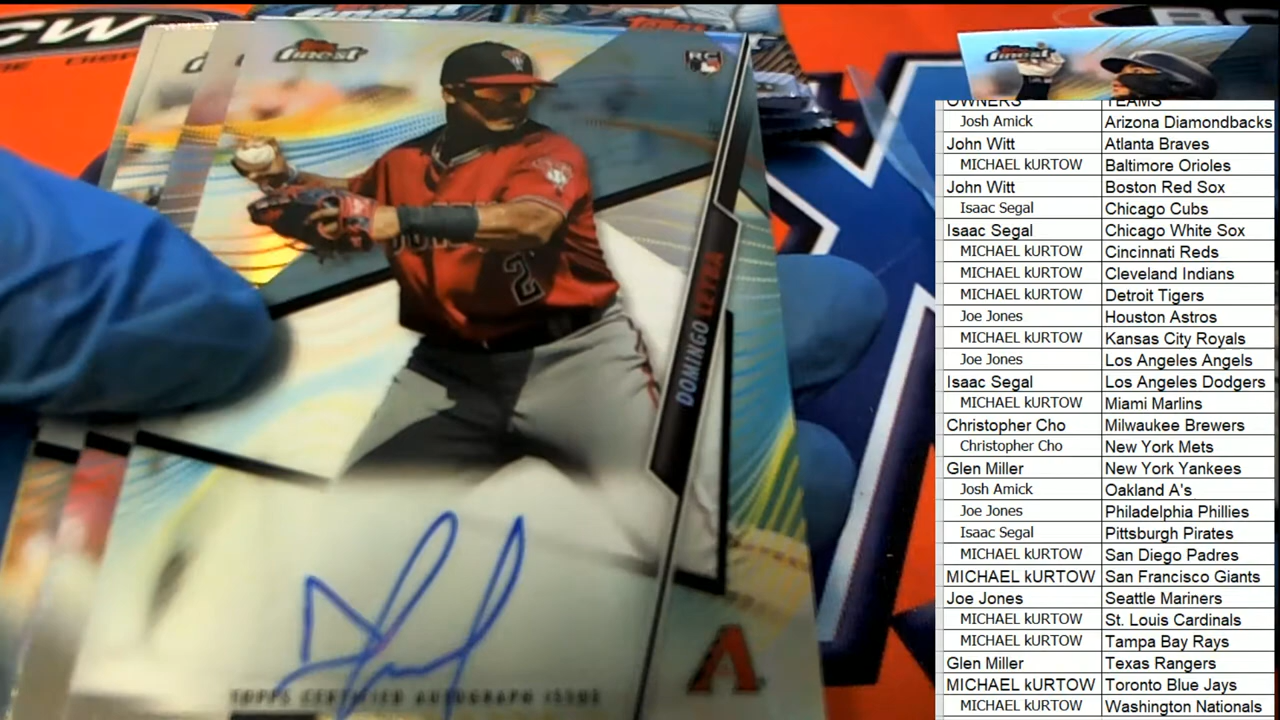 CW
BC
Topps
Topps
finest
RC
2
DOMINGO LEYBA
TOPPS CERTIFIED AUTOGRAPH ISSUE
A
finest
OWNERS TEAMS
Josh Amick Arizona Diamondbacks
John Witt Atlanta Braves
MICHAEL kURTOW Baltimore Orioles
John Witt Boston Red Sox
Isaac Segal Chicago Cubs
Isaac Segal Chicago White Sox
MICHAEL kURTOW Cincinnati Reds
MICHAEL kURTOW Cleveland Indians
MICHAEL kURTOW Detroit Tigers
Joe Jones Houston Astros
MICHAEL kURTOW Kansas City Royals
Joe Jones Los Angeles Angels
Isaac Segal Los Angeles Dodgers
MICHAEL kURTOW Miami Marlins
Christopher Cho Milwaukee Brewers
Christopher Cho New York Mets
Glen Miller New York Yankees
Josh Amick Oakland A's
Joe Jones Philadelphia Phillies
Isaac Segal Pittsburgh Pirates
MICHAEL kURTOW San Diego Padres
MICHAEL kURTOW San Francisco Giants
Joe Jones Seattle Mariners
MICHAEL kURTOW St. Louis Cardinals
MICHAEL kURTOW Tampa Bay Rays
Glen Miller Texas Rangers
MICHAEL kURTOW Toronto Blue Jays
MICHAEL kURTOW Washington Nationals